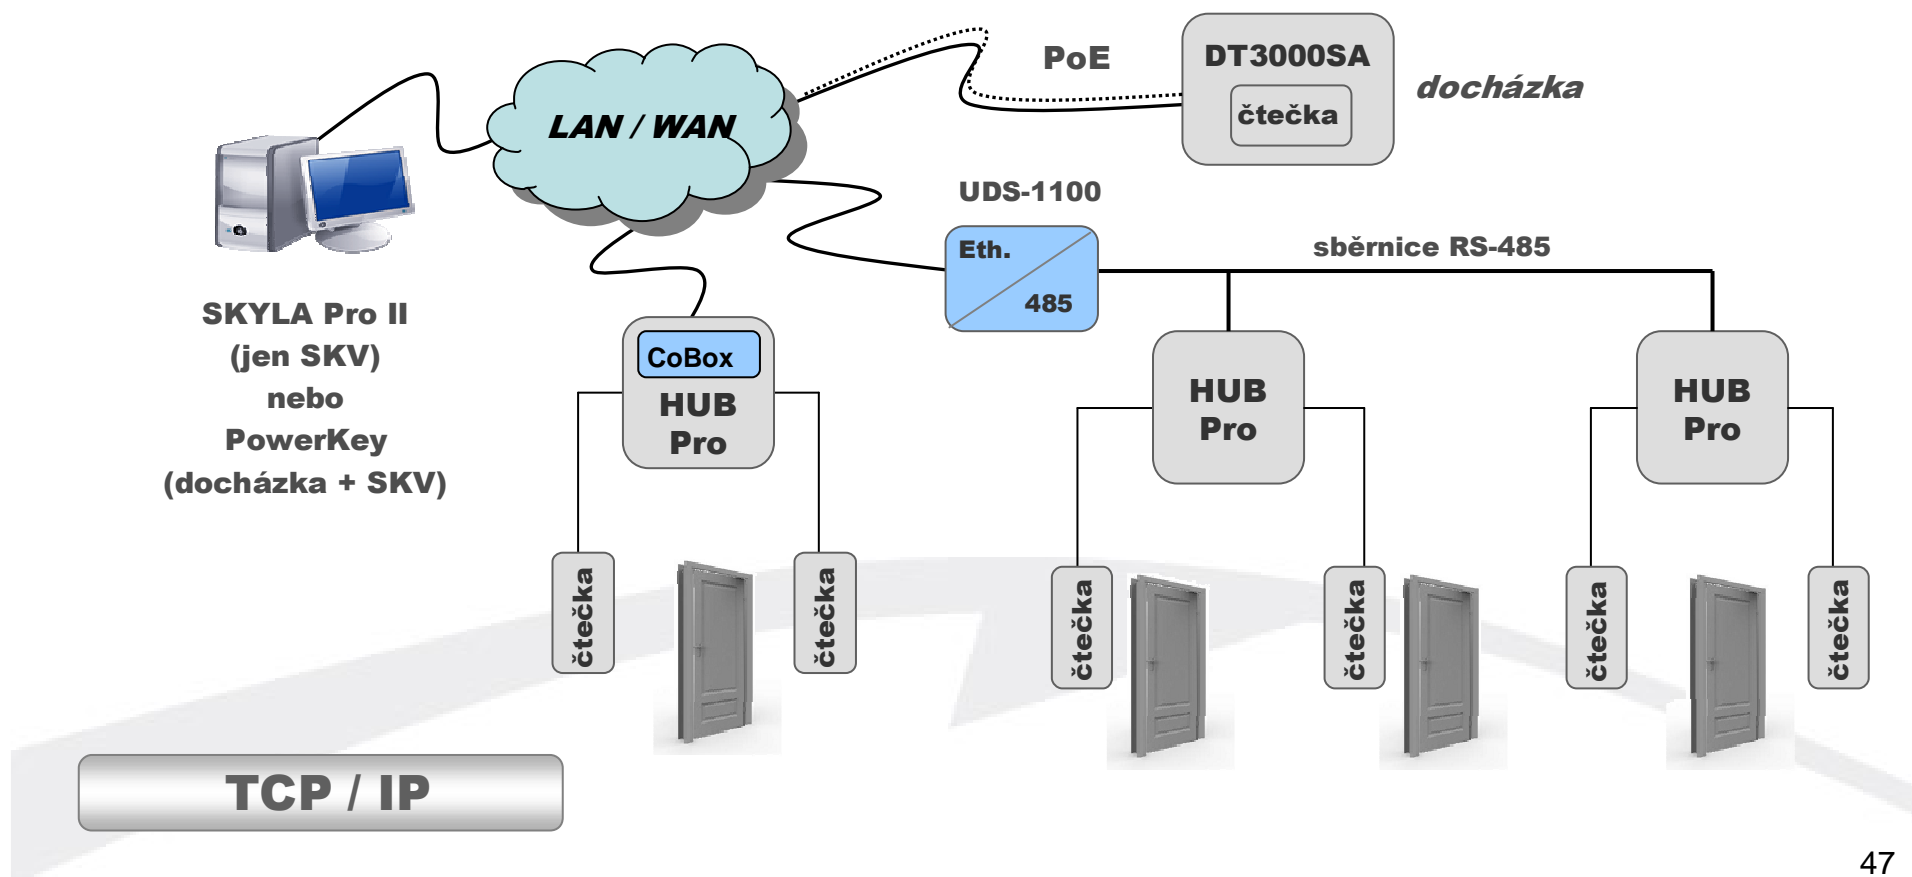 PoE
DT3000SA
čtečka
docházka
LAN / WAN
UDS-1100
Eth.
485
sběrnice RS-485
SKYLA Pro II
(jen SKV)
nebo
PowerKey
(docházka + SKV)
CoBox
HUB
Pro
HUB
Pro
HUB
Pro
čtečka
čtečka
čtečka
čtečka
čtečka
čtečka
TCP / IP
47